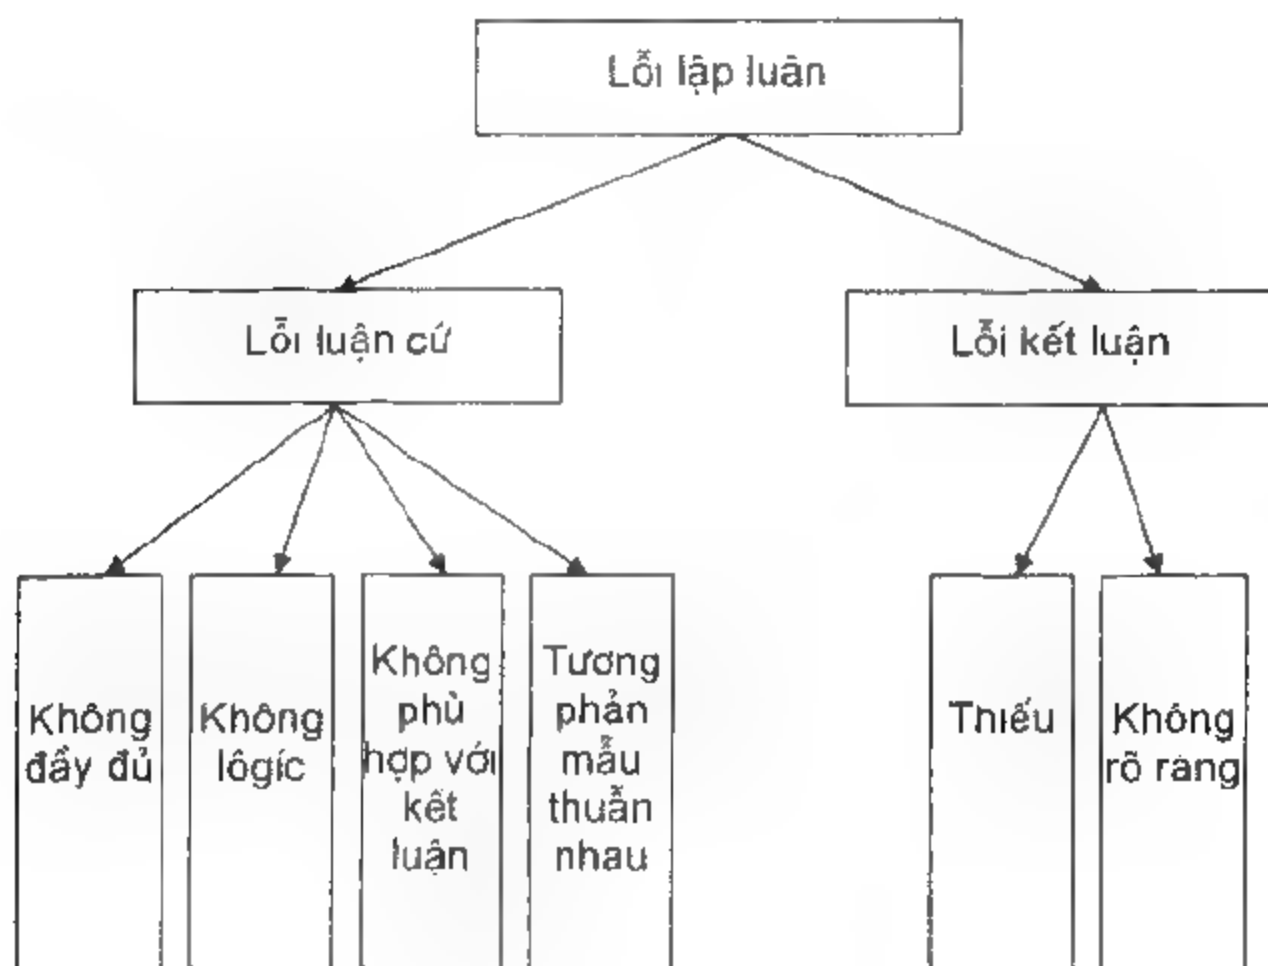 Lỗi lập luận
Lỗi luận cứ
Lỗi kết luận
Không
đầy đủ
Không
lôgíc
Không
phù
hợp với
kết
luận
Tương
phản
mẫu
thuẫn
nhau
Thiếu
Không
rõ ràng